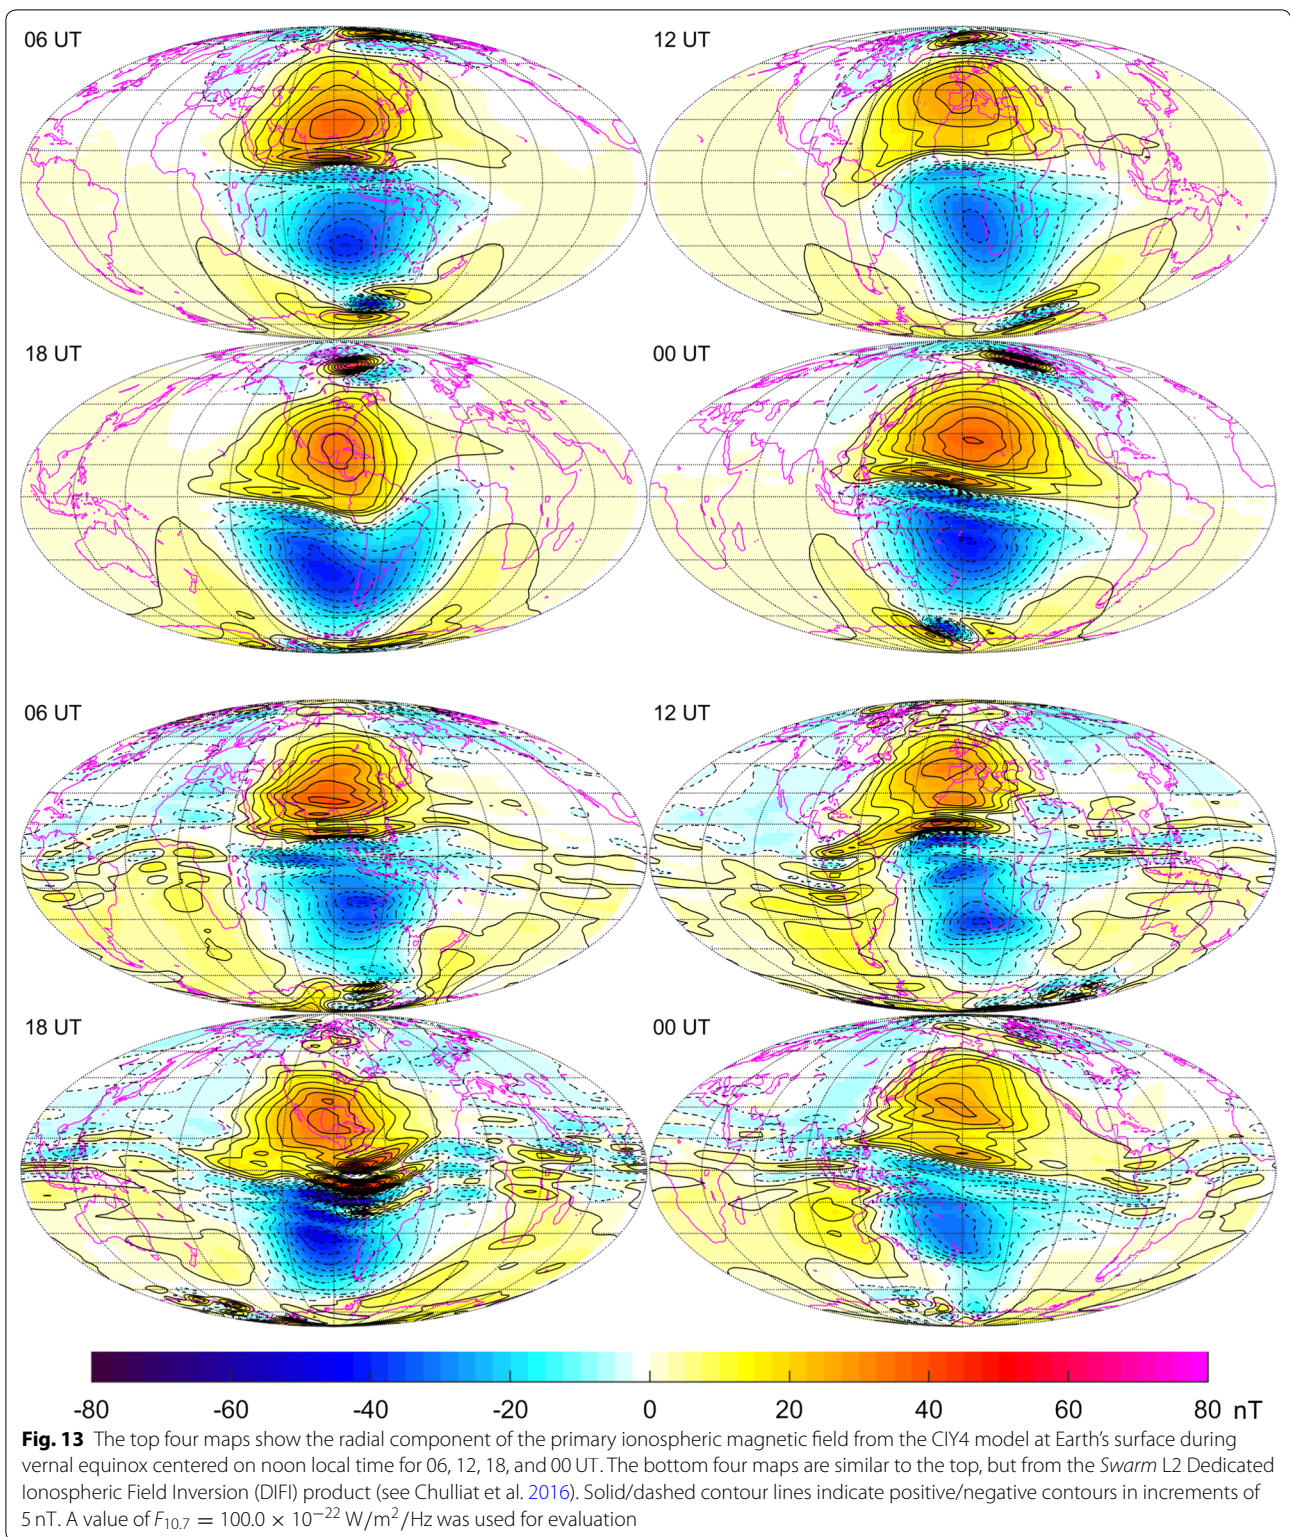 06 UT
12 UT
18 UT
00 UT
06 UT
12 UT
18 UT
00 UT
-80 -60 -40 -20 0 20 40 60 80 nT
Fig. 13 The top four maps show the radial component of the primary ionospheric magnetic field from the CIY4 model at Earth's surface during
vernal equinox centered on noon local time for 06, 12, 18, and 00 UT. The bottom four maps are similar to the top, but from the Swarm L2 Dedicated
Ionospheric Field Inversion (DIFI) product (see Chulliat et al. 2016). Solid/dashed contour lines indicate positive/negative contours in increments of
5 nT. A value of F₁₀.₇ = 100.0 × 10⁻²² W/m²/Hz was used for evaluation